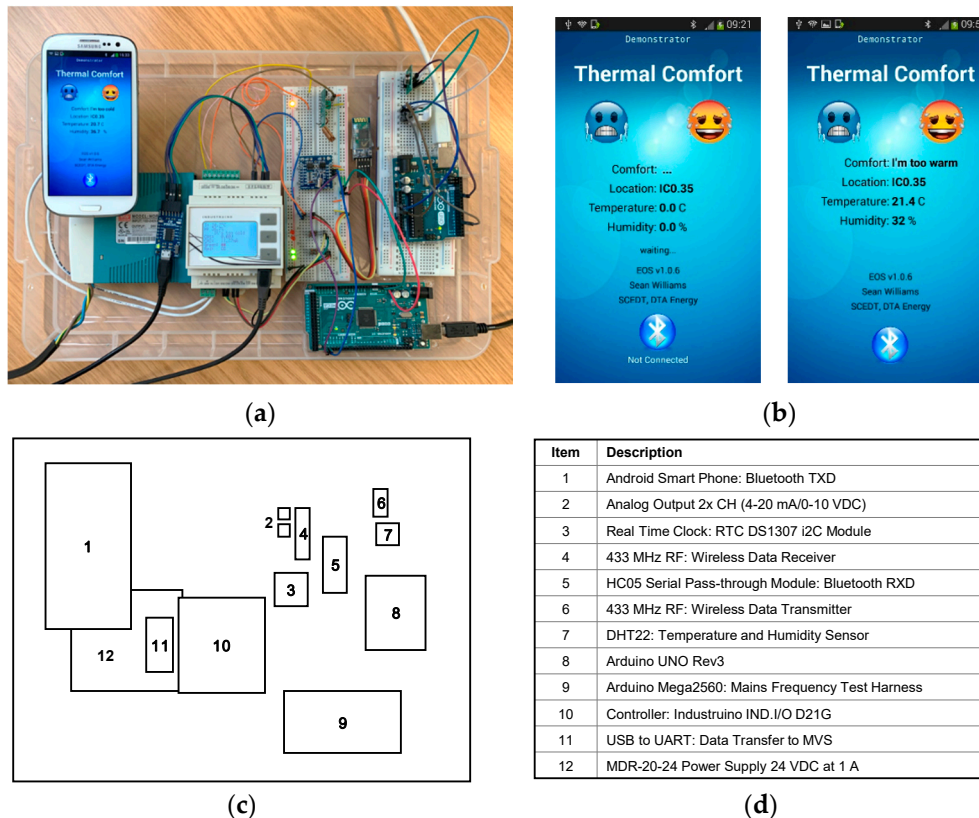 SAMSUNG
Thermal Comfort
09:21
Demonstrator
Thermal Comfort
Comfort: ...
Location: IC0.35
Temperature: 0.0 C
Humidity: 0.0 %
waiting...
EOS v1.0.6
Sean Williams
SCEDT, DTA Energy
Not Connected
Demonstrator
Thermal Comfort
Comfort: I'm too warm
Location: IC0.35
Temperature: 21.4 C
Humidity: 32 %
EOS v1.0.6
Sean Williams
SCEDT, DTA Energy
(a)
(b)
1
2
3
4
5
6
7
8
9
10
11
12
Item Description
1 Android Smart Phone: Bluetooth TXD
2 Analog Output 2x CH (4-20 mA/0-10 VDC)
3 Real Time Clock: RTC DS1307 i2C Module
4 433 MHz RF: Wireless Data Receiver
5 HC05 Serial Pass-through Module: Bluetooth RXD
6 433 MHz RF: Wireless Data Transmitter
7 DHT22: Temperature and Humidity Sensor
8 Arduino UNO Rev3
9 Arduino Mega2560: Mains Frequency Test Harness
10 Controller: Industruino IND.I/O D21G
11 USB to UART: Data Transfer to MVS
12 MDR-20-24 Power Supply 24 VDC at 1 A
(c)
(d)